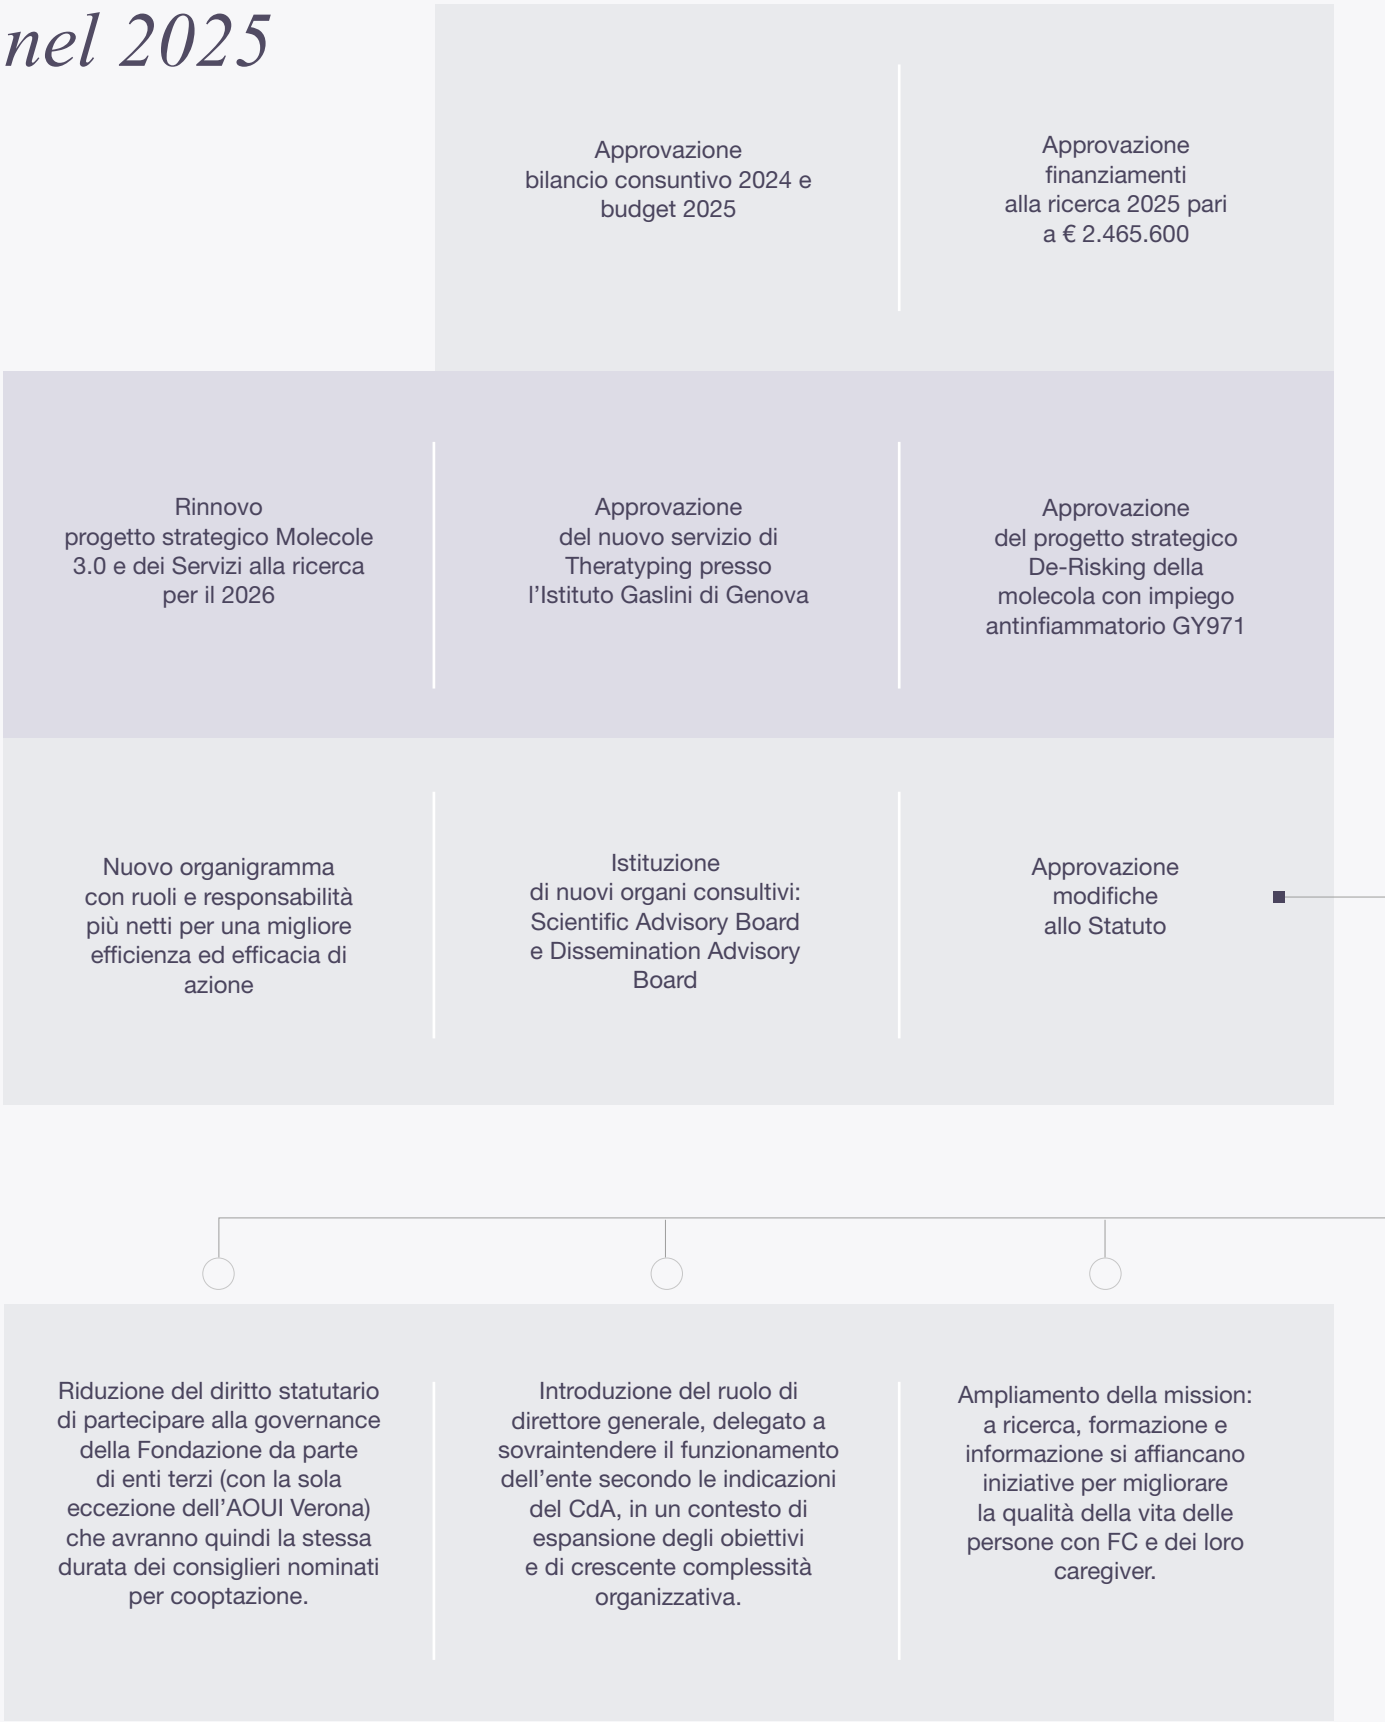 nel 2025
Approvazione
bilancio consuntivo 2024 e
budget 2025
Approvazione
finanziamenti
alla ricerca 2025 pari
a € 2.465.600
Rinnovo
progetto strategico Molecole
3.0 e dei Servizi alla ricerca
per il 2026
Approvazione
del nuovo servizio di
Theratyping presso
l’Istituto Gaslini di Genova
Approvazione
del progetto strategico
De-Risking della
molecola con impiego
antinfiammatorio GY971
Nuovo organigramma
con ruoli e responsabilità
più netti per una migliore
efficienza ed efficacia di
azione
Istituzione
di nuovi organi consultivi:
Scientific Advisory Board
e Dissemination Advisory
Board
Approvazione
modifiche
allo Statuto
Riduzione del diritto statutario
di partecipare alla governance
della Fondazione da parte
di enti terzi (con la sola
eccezione dell’AOUI Verona)
che avranno quindi la stessa
durata dei consiglieri nominati
per cooptazione.
Introduzione del ruolo di
direttore generale, delegato a
sovraintendere il funzionamento
dell’ente secondo le indicazioni
del CdA, in un contesto di
espansione degli obiettivi
e di crescente complessità
organizzativa.
Ampliamento della mission:
a ricerca, formazione e
informazione si affiancano
iniziative per migliorare
la qualità della vita delle
persone con FC e dei loro
caregiver.